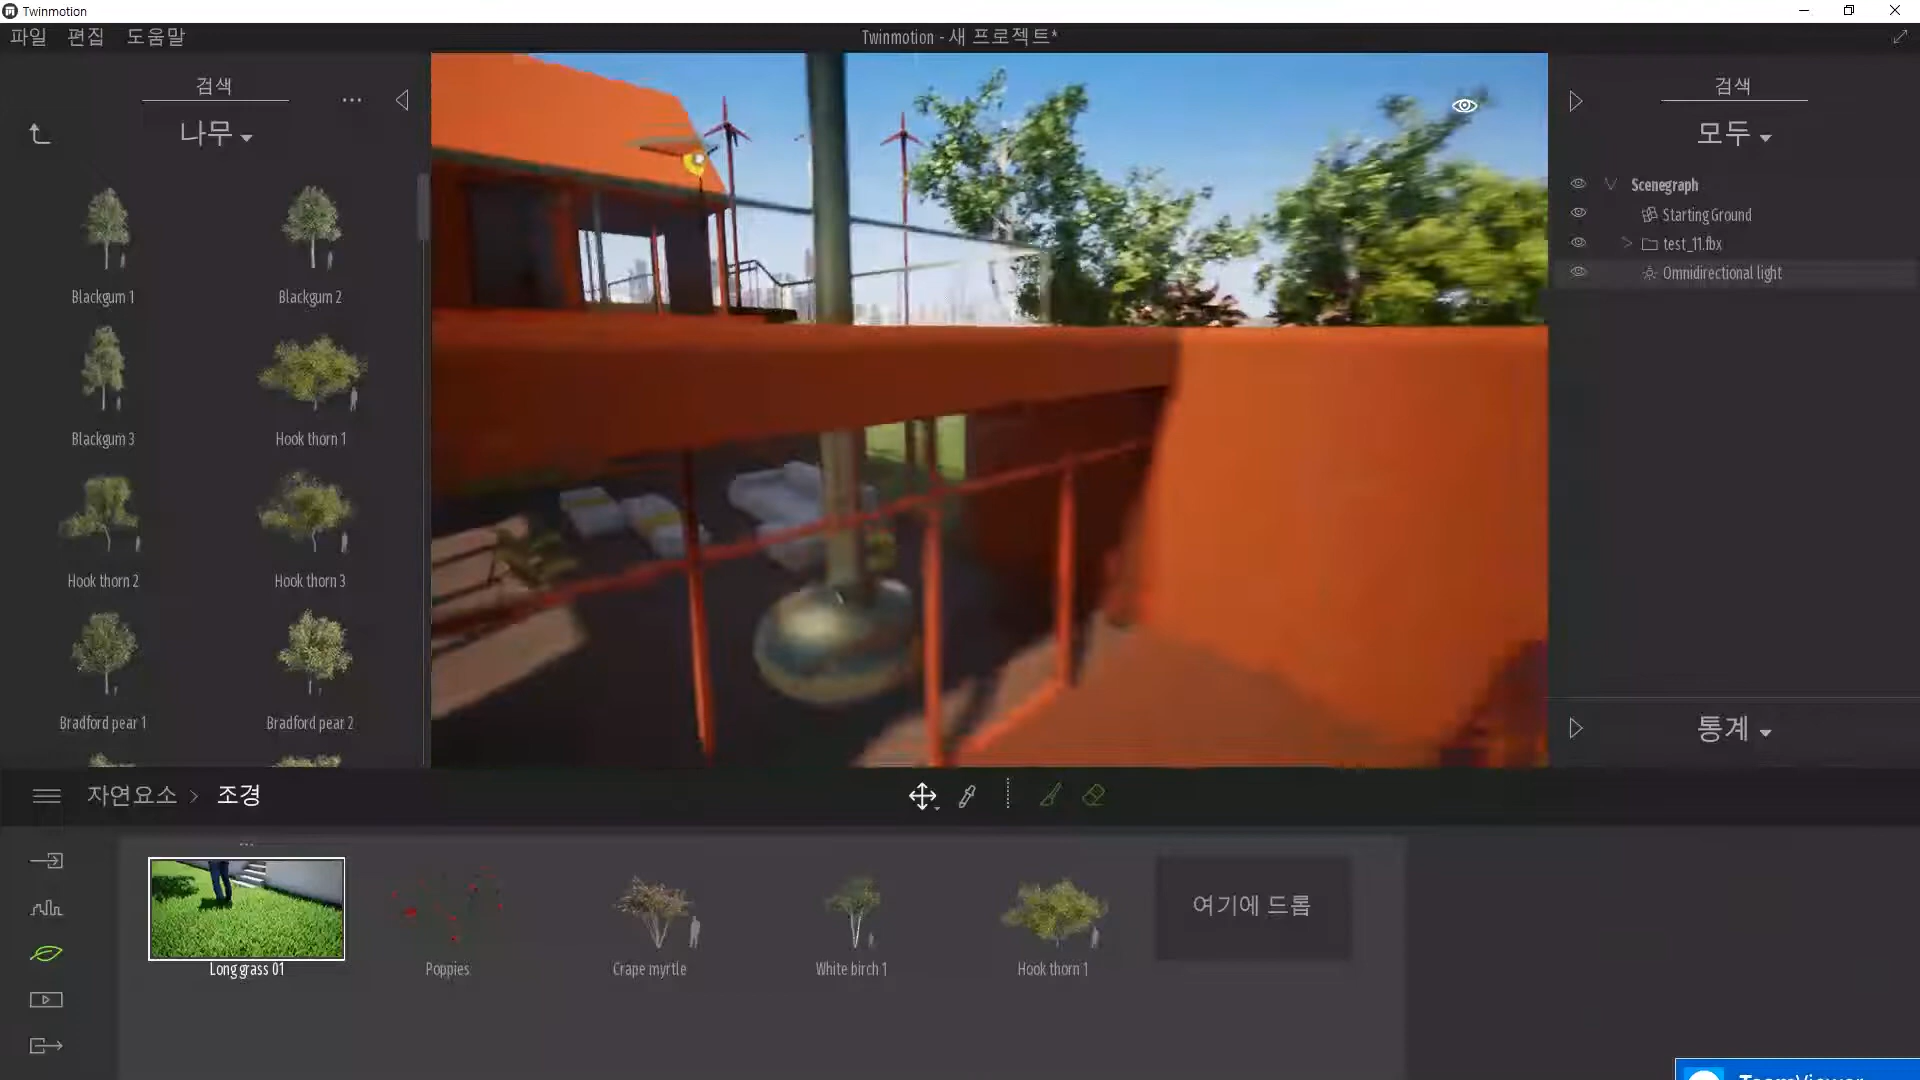 Twinmotion
파일 편집 도움말
Twinmotion - 새 프로젝트*
검색
나무
Blackgum 1
Blackgum 2
Blackgum 3
Hook thorn 1
Hook thorn 2
Hook thorn 3
Bradford pear 1
Bradford pear 2
검색
모두
Scenegraph
Starting Ground
test_11.fbx
Omnidirectional light
통계
자연요소 > 조경
Long grass 01
Poppies
Crape myrtle
White birch 1
Hook thorn 1
여기에 드롭
TeamViewer